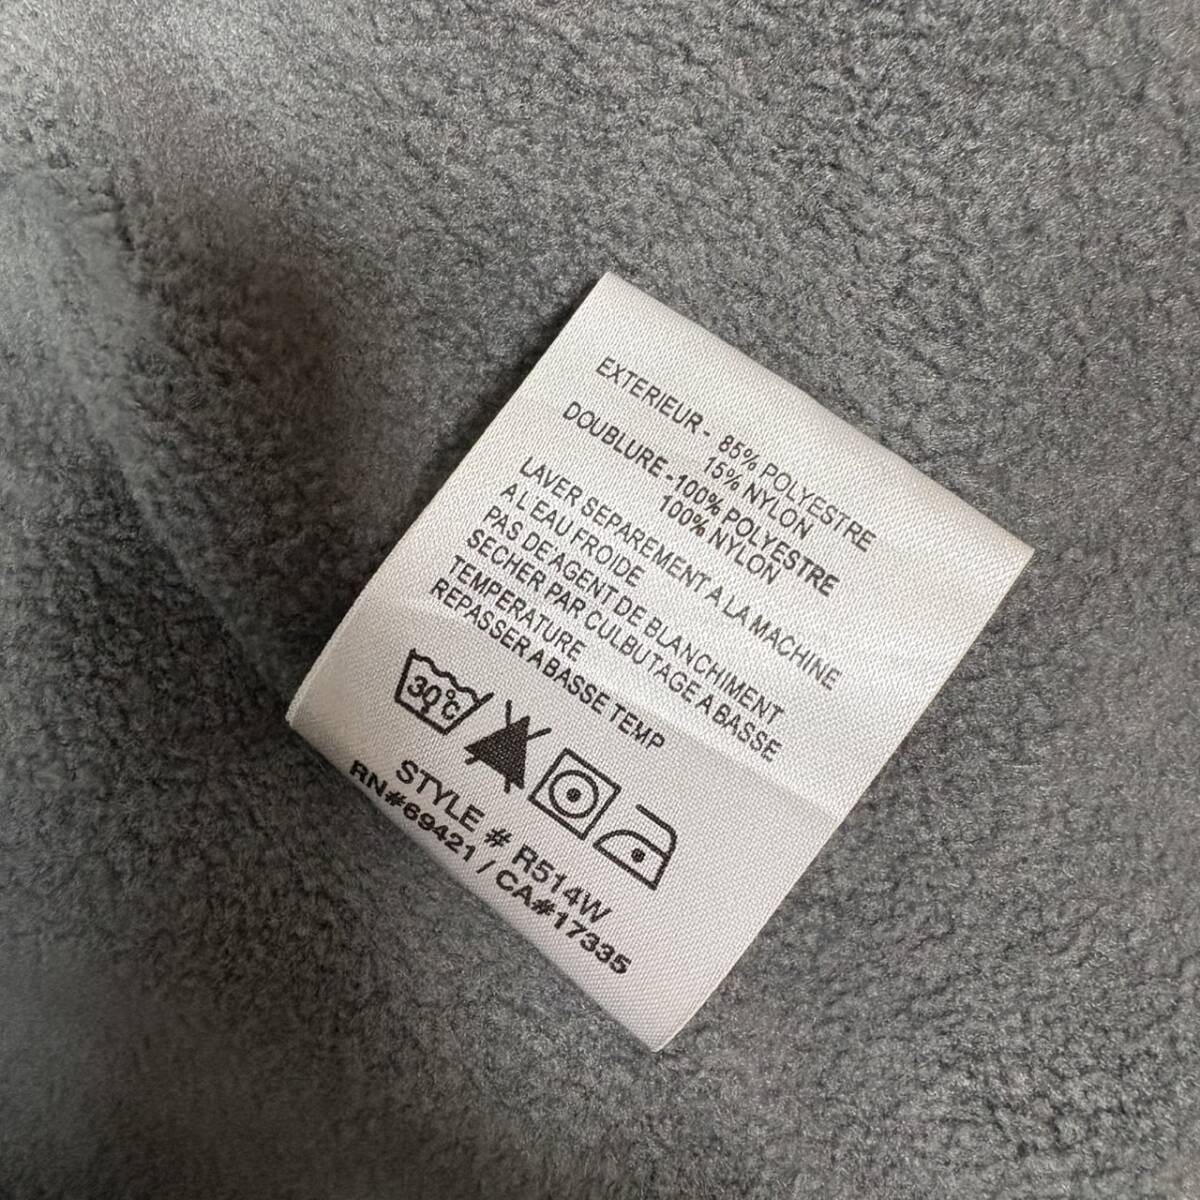 EXTERIEUR - 85% POLYESTRE
15% NYLON
DOUBLURE -100% POLYESTRE
100% NYLON
LAVER SEPAREMENT A LA MACHINE
A L EAU FROIDE
PAS DE AGENT DE BLANCHIMENT
SECHER PAR CULBUTAGE A BASSE
TEMPERATURE
REPASSER A BASSE TEMP
30°C
STYLE # R514W
RN#69421 / CA#17335